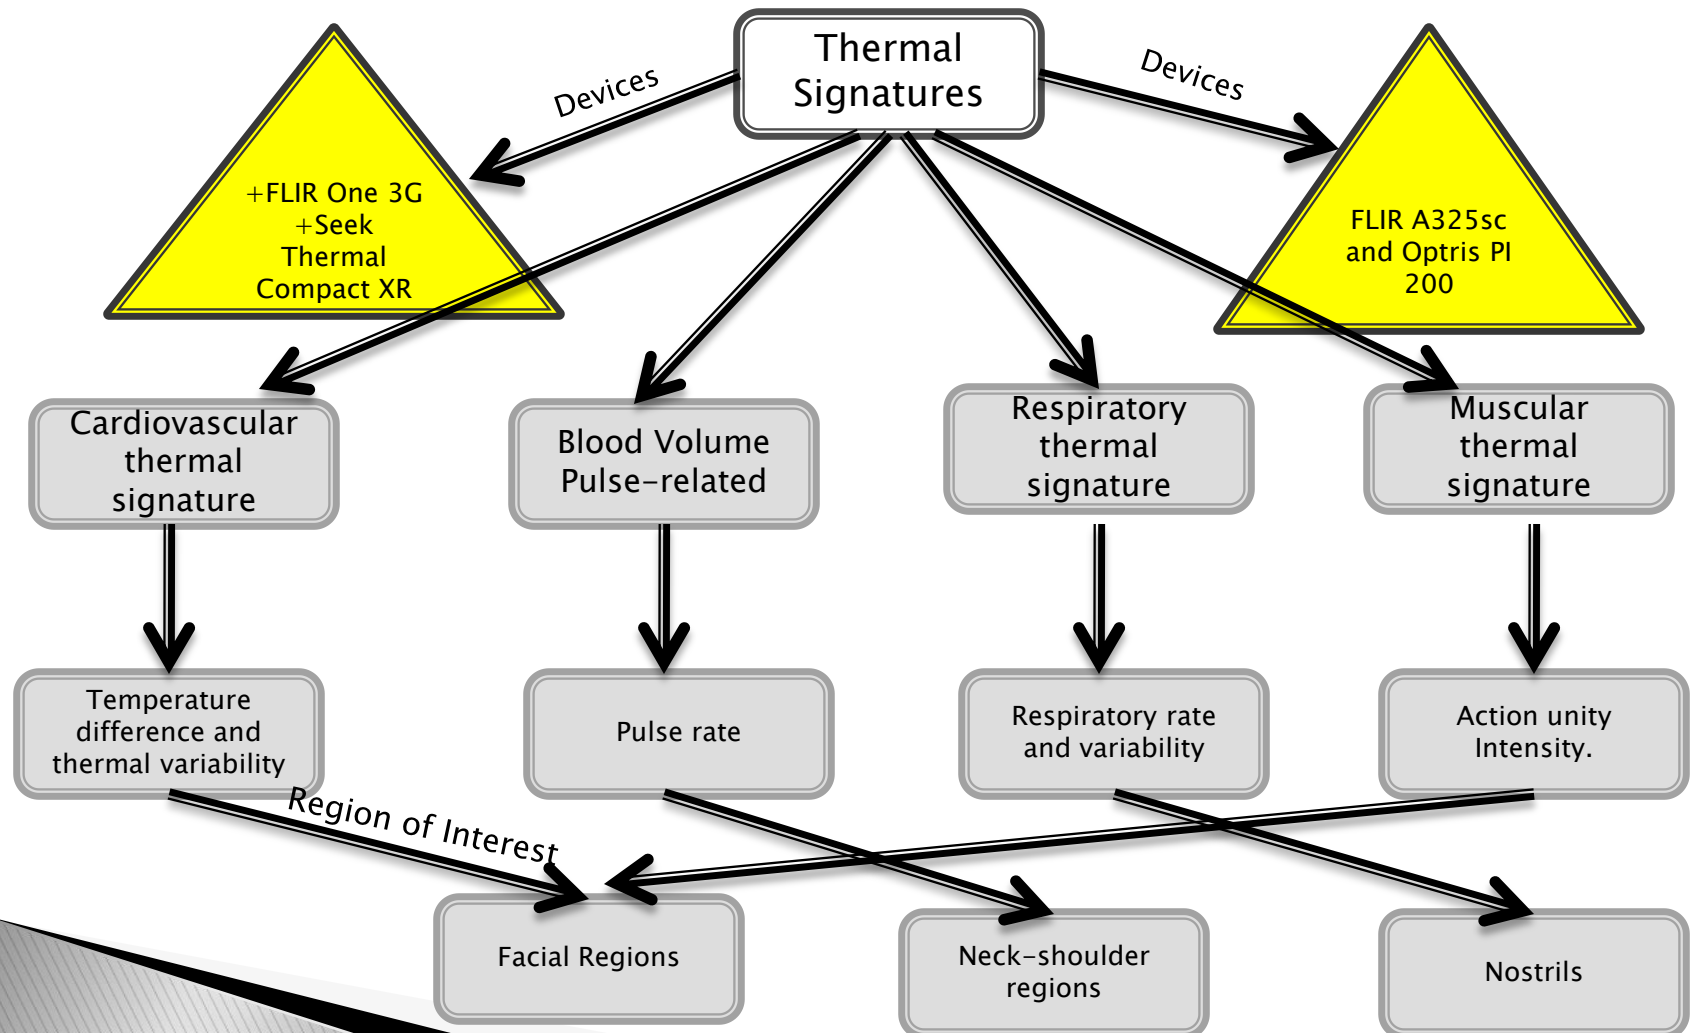 Thermal
Signatures
Devices
Devices
+FLIR One 3G
+Seek
Thermal
Compact XR
FLIR A325sc
and Optris PI
200
Cardiovascular
thermal
signature
Blood Volume
Pulse-related
Respiratory
thermal
signature
Muscular
thermal
signature
Temperature
difference and
thermal variability
Pulse rate
Respiratory rate
and variability
Action unity
Intensity.
Region of Interest
Facial Regions
Neck-shoulder
regions
Nostrils